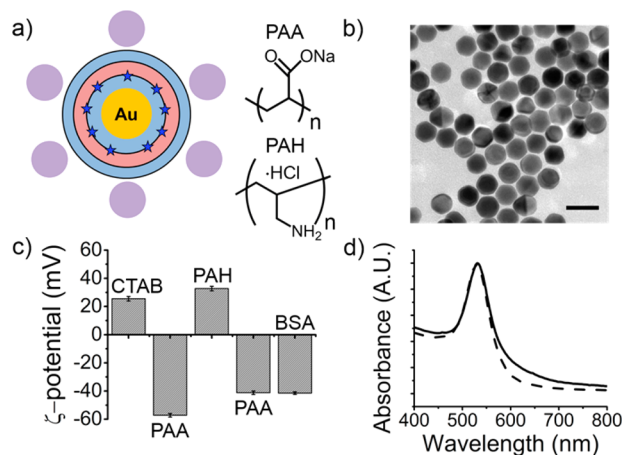 a)
Au
PAA
O
ONa
n
PAH
·HCl
NH2
n
b)
c)
ζ-potential (mV)
60
40
20
0
-20
-40
-60
CTAB
PAA
PAH
PAA
BSA
d)
Absorbance (A.U.)
400 500 600 700 800
Wavelength (nm)